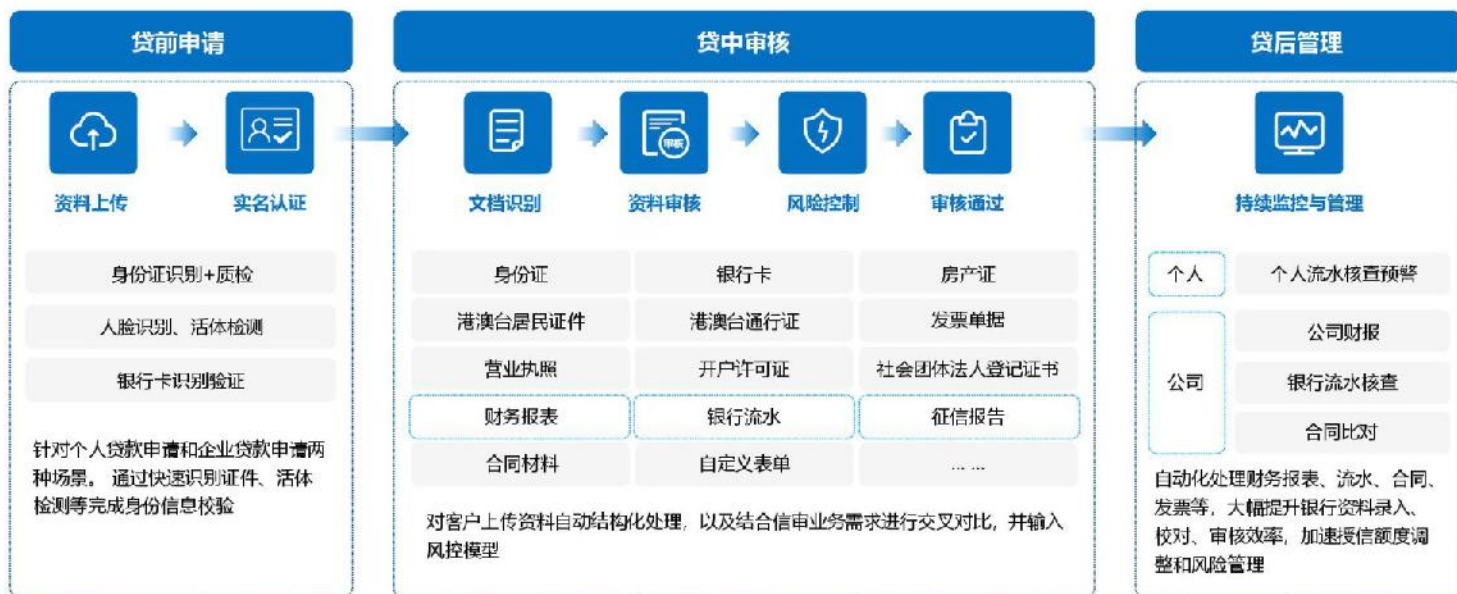 贷前申请
资料上传
实名认证
身份证识别+质检
人脸识别、活体检测
银行卡识别验证
针对个人贷款申请和企业贷款申请两
种场景。 通过快速识别证件、活体
检测等完成身份信息校验
贷中审核
审核
文档识别
资料审核
风险控制
审核通过
身份证
银行卡
房产证
港澳台居民证件
港澳台通行证
发票单据
营业执照
开户许可证
社会团体法人登记证书
财务报表
银行流水
征信报告
合同材料
自定义表单
... ...
对客户上传资料自动结构化处理，以及结合信审业务需求进行交叉对比，并输入
风控模型
贷后管理
持续监控与管理
个人
个人流水核查预警
公司
公司财报
银行流水核查
合同比对
自动化处理财务报表、流水、合同、
发票等，大幅提升银行资料录入、
校对、审核效率，加速授信额度调
整和风险管理